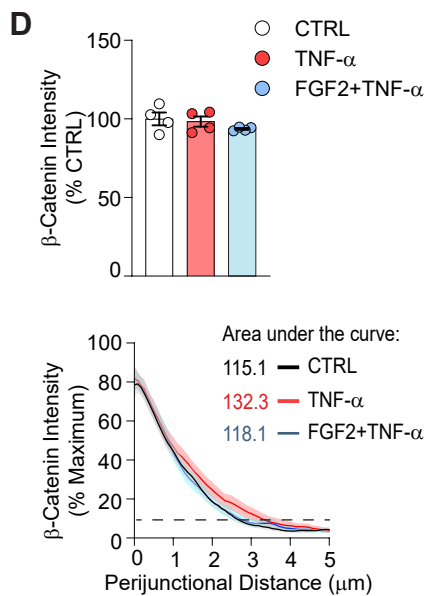 D
CTRL
TNF-α
FGF2+TNF-α
β-Catenin Intensity
(% CTRL)
150
100
50
0
Area under the curve:
115.1 CTRL
132.3 TNF-α
118.1 FGF2+TNF-α
β-Catenin Intensity
(% Maximum)
100
80
60
40
20
0
0 1 2 3 4 5
Perijunctional Distance (μm)